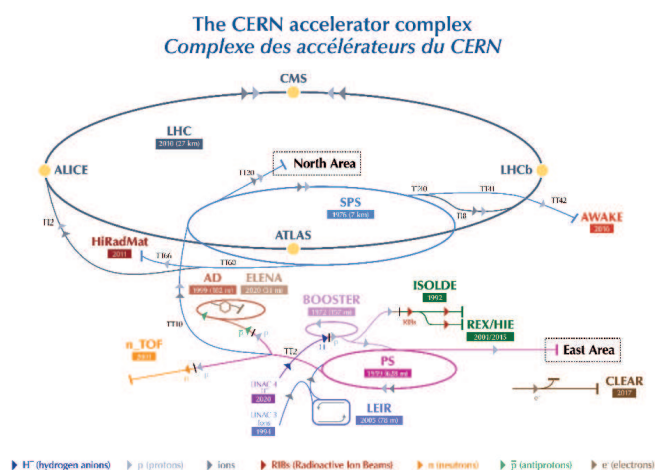 The CERN accelerator complex
Complexe des accélérateurs du CERN
CMS
LHC
2016 (27 km)
TT20
North Area
ALICE
LHCb
TT40
TT41
SPS
1976 (7 km)
TI8
TT42
TI2
AWAKE
2016
HiRadMat
2011
ATLAS
TT66
TT60
AD
1999 (182 m)
ELENA
2020 (31 m)
ISOLDE
1992
BOOSTER
1972 (157 m)
RIBs
REX/HIE
2001/2015
TT10
p
n_TOF
TT2
H
p
East Area
PS
1959 (628 m)
n
p
LINAC 4
2020
CLEAR
2017
e
LINAC 3
Ions
1994
LEIR
2005 (78 m)
H⁻ (hydrogen anions)
p (protons)
ions
RIBs (Radioactive Ion Beams)
n (neutrons)
p̅ (antiprotons)
e (electrons)